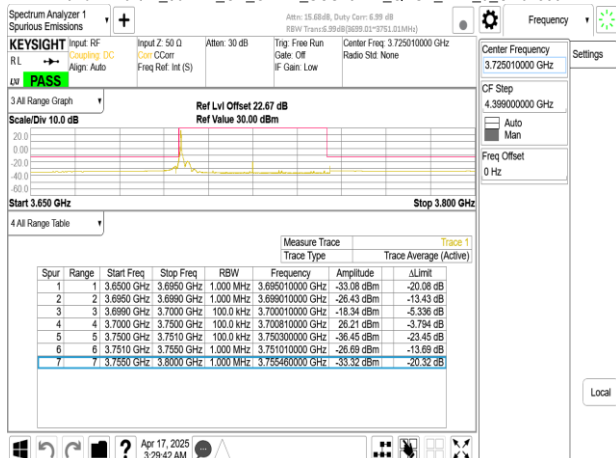 Spectrum Analyzer 1
Spurious Emissions
Attn: 15.68dB, Duty Corr: 6.99 dB
RBW Trans:6.99dB(3699.01~3751.01MHz)
Frequency
Settings
KEYSIGHT
Input: RF
Coupling: DC
Align: Auto
Input Z: 50 Ω
Corr CCorr
Freq Ref: Int (S)
Atten: 30 dB
Trig: Free Run
Gate: Off
IF Gain: Low
Center Freq: 3.725010000 GHz
Radio Std: None
RL
LXI
PASS
Center Frequency
3.725010000 GHz
CF Step
4.399000000 GHz
Auto
Man
Freq Offset
0 Hz
3 All Range Graph
Scale/Div 10.0 dB
Ref Lvl Offset 22.67 dB
Ref Value 30.00 dBm
20.0
0.00
-20.0
-40.0
-60.0
Start 3.650 GHz
Stop 3.800 GHz
4 All Range Table
Measure Trace Trace 1
Trace Type Trace Average (Active)
Spur Range Start Freq Stop Freq RBW Frequency Amplitude ΔLimit
1 1 3.6500 GHz 3.6950 GHz 1.000 MHz 3.695010000 GHz -33.08 dBm -20.08 dB
2 2 3.6950 GHz 3.6990 GHz 1.000 MHz 3.699010000 GHz -26.43 dBm -13.43 dB
3 3 3.6990 GHz 3.7000 GHz 100.0 kHz 3.700010000 GHz -18.34 dBm -5.336 dB
4 4 3.7000 GHz 3.7500 GHz 100.0 kHz 3.700810000 GHz 26.21 dBm -3.794 dB
5 5 3.7500 GHz 3.7510 GHz 100.0 kHz 3.750300000 GHz -36.45 dBm -23.45 dB
6 6 3.7510 GHz 3.7550 GHz 1.000 MHz 3.751010000 GHz -26.69 dBm -13.69 dB
7 7 3.7550 GHz 3.8000 GHz 1.000 MHz 3.755460000 GHz -33.32 dBm -20.32 dB
Local
Apr 17, 2025
3:29:42 AM